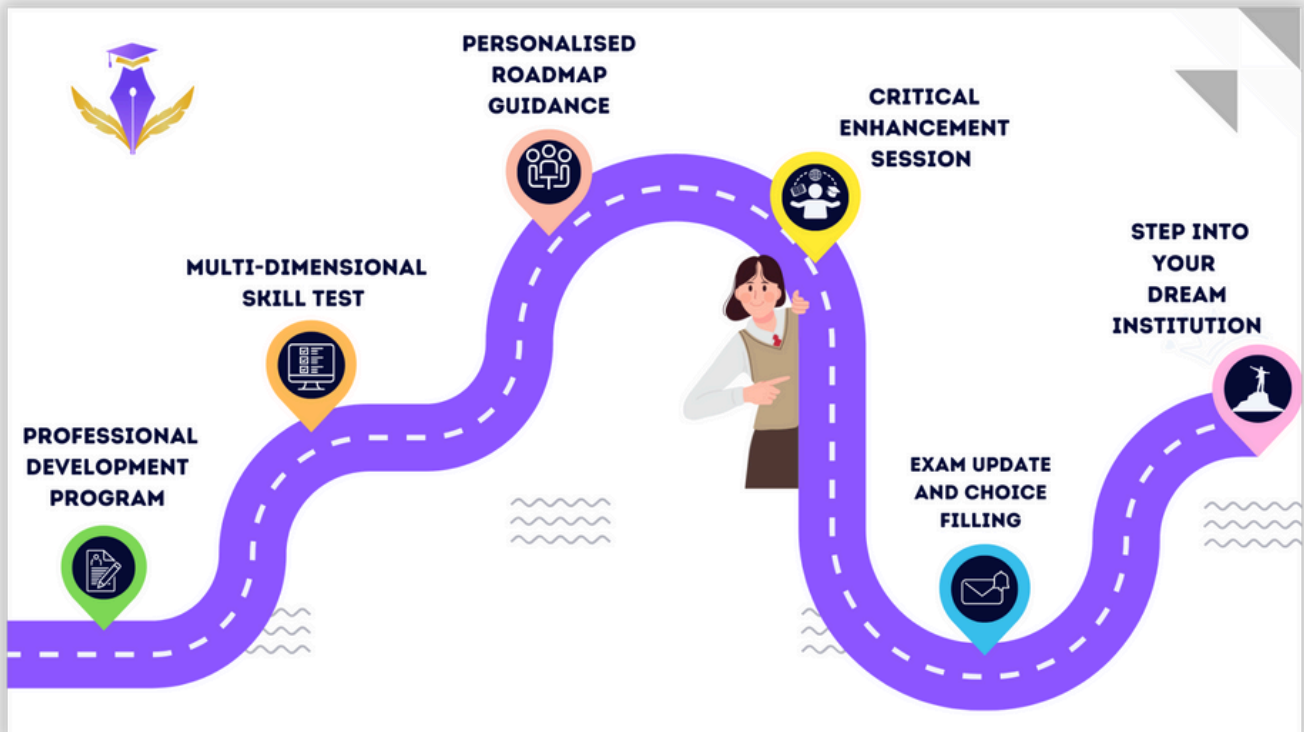 PROFESSIONAL
DEVELOPMENT
PROGRAM
MULTI-DIMENSIONAL
SKILL TEST
PERSONALISED
ROADMAP
GUIDANCE
CRITICAL
ENHANCEMENT
SESSION
EXAM UPDATE
AND CHOICE
FILLING
STEP INTO
YOUR
DREAM
INSTITUTION